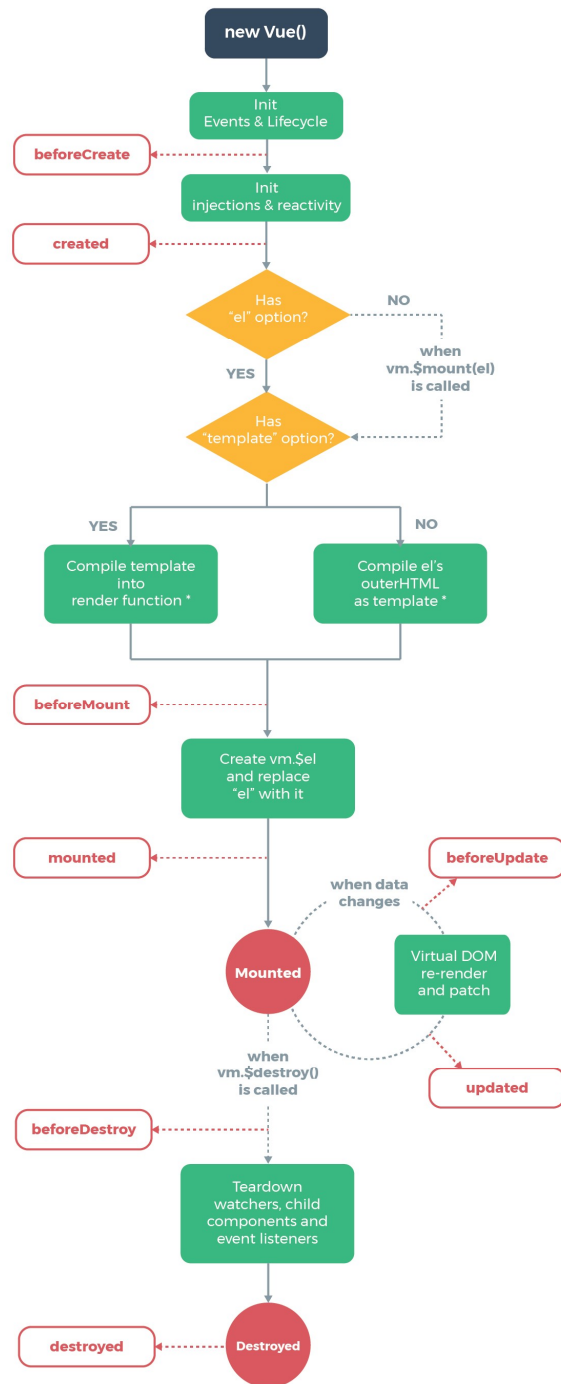 new Vue()
Init
Events & Lifecycle
beforeCreate
Init
injections & reactivity
created
Has
“el” option?
NO
when
vm.$mount(el)
is called
YES
Has
“template” option?
YES
NO
Compile template
into
render function *
Compile el’s
outerHTML
as template *
beforeMount
Create vm.$el
and replace
“el” with it
mounted
beforeUpdate
when data
changes
Mounted
Virtual DOM
re-render
and patch
when
vm.$destroy()
is called
updated
beforeDestroy
Teardown
watchers, child
components and
event listeners
destroyed
Destroyed